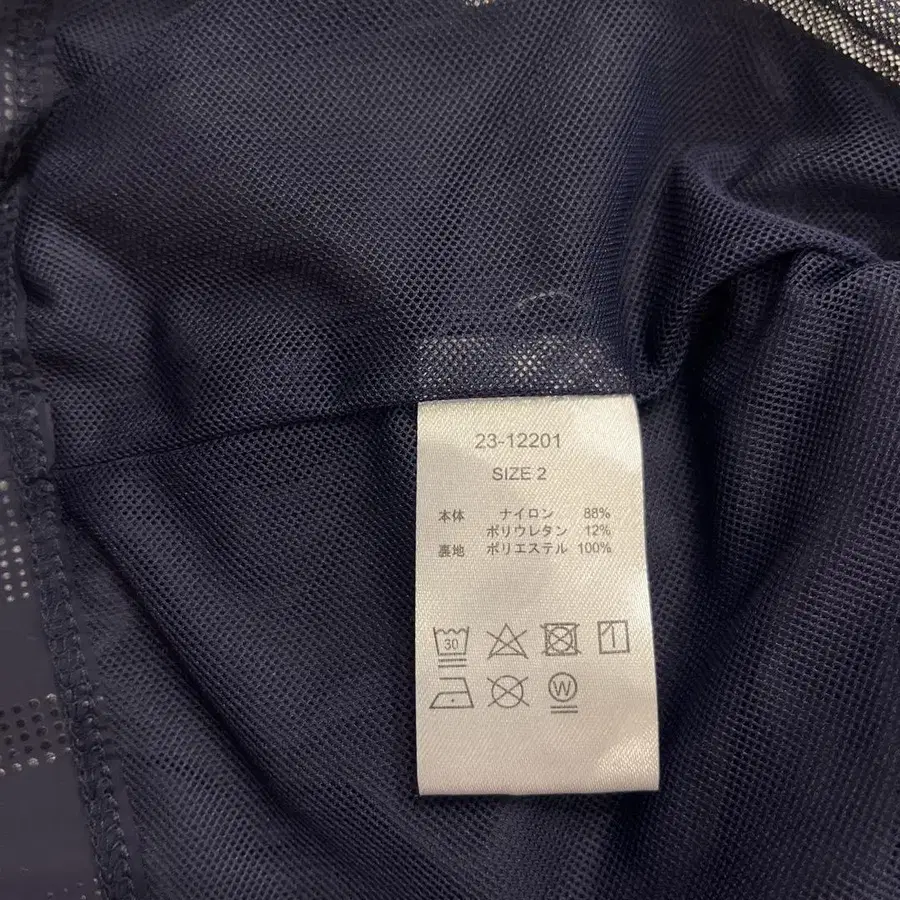 23-12201
SIZE 2
本体 ナイロン 88%
ポリウレタン 12%
裏地 ポリエステル 100%
30
W